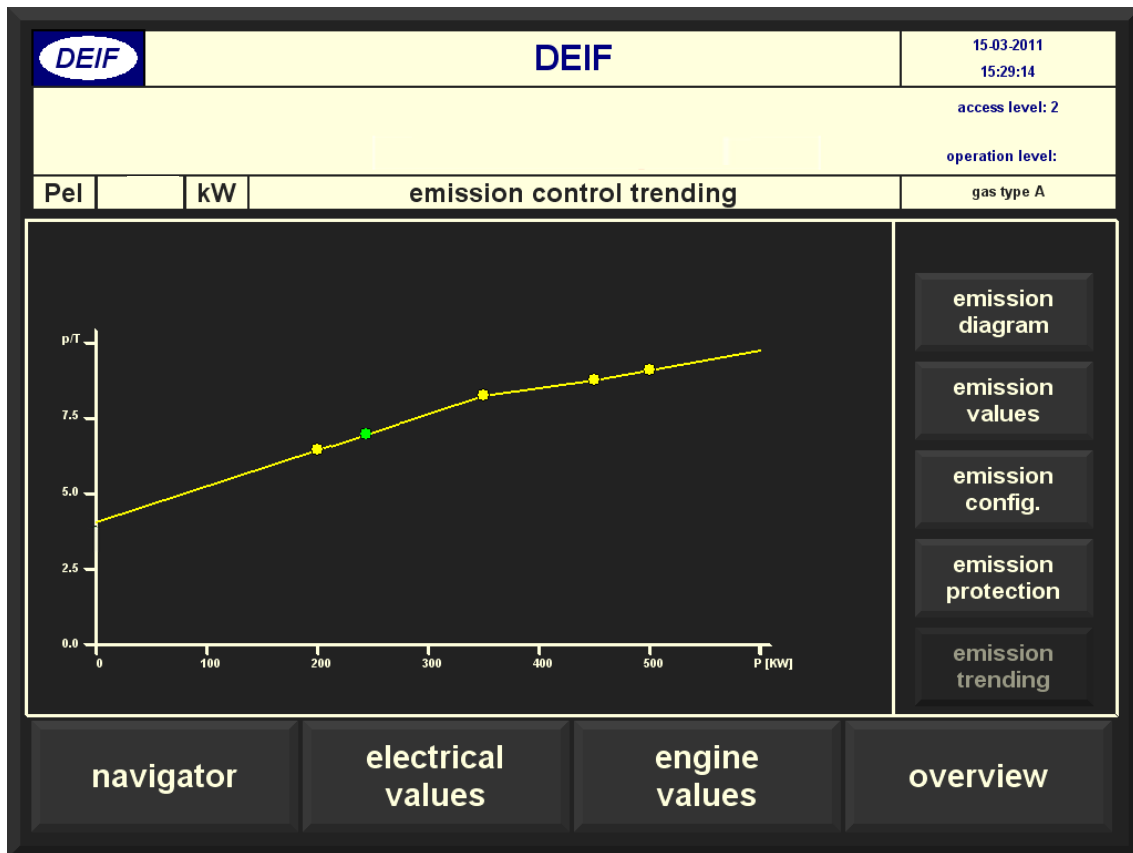 DEIF
DEIF
15-03-2011
15:29:14
access level: 2
operation level:
Pel
kW
emission control trending
gas type A
p/T
7.5
5.0
2.5
0.0
0
100
200
300
400
500
P [KW]
emission
diagram
emission
values
emission
config.
emission
protection
emission
trending
navigator
electrical
values
engine
values
overview